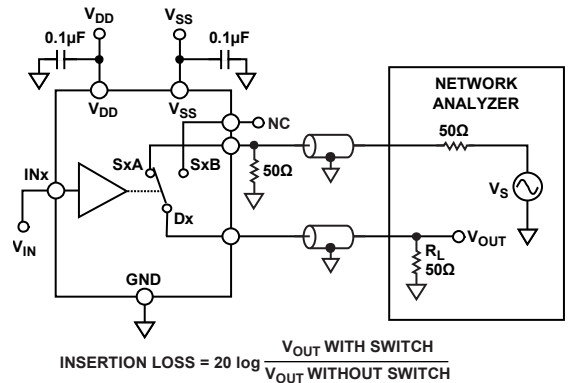 VDD
VSS
0.1µF
0.1µF
VDD
VSS
NC
NETWORK
ANALYZER
50Ω
SxA
SxB
50Ω
INx
VS
Dx
VOUT
VIN
RL
50Ω
GND
INSERTION LOSS = 20 log VOUT WITH SWITCH
VOUT WITHOUT SWITCH